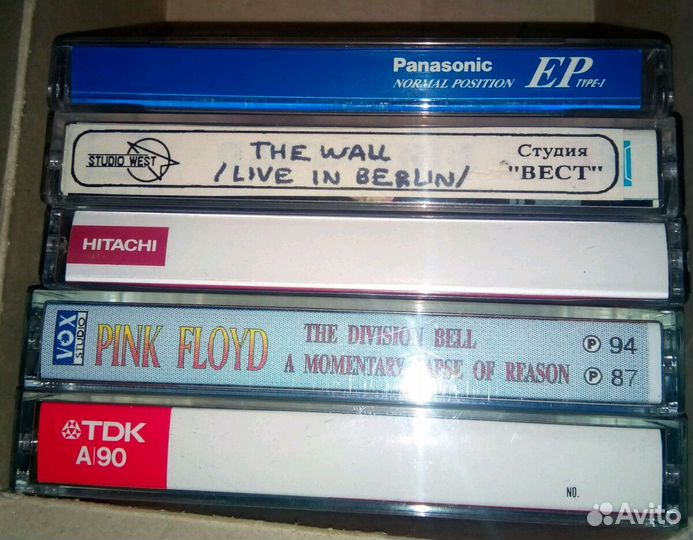 Panasonic
NORMAL POSITION EP TYPE-I
STUDIO WEST
THE WALL
/LIVE IN BERLIN/
Студия
"ВЕСТ"
HITACHI
VOX
STUDIO
PINK FLOYD
THE DIVISION BELL Ⓟ 94
A MOMENTARY LAPSE OF REASON Ⓟ 87
TDK
A|90
NO.
Avito